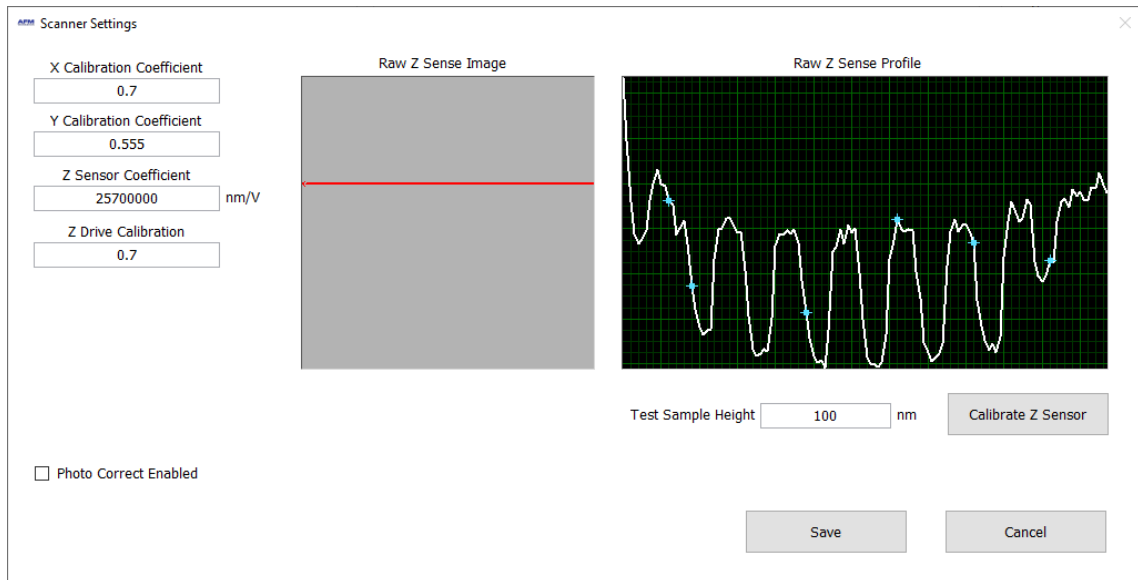 AFM Scanner Settings
X Calibration Coefficient
0.7
Y Calibration Coefficient
0.555
Z Sensor Coefficient
25700000 nm/V
Z Drive Calibration
0.7
Raw Z Sense Image
Raw Z Sense Profile
Test Sample Height 100 nm
Calibrate Z Sensor
Photo Correct Enabled
Save
Cancel